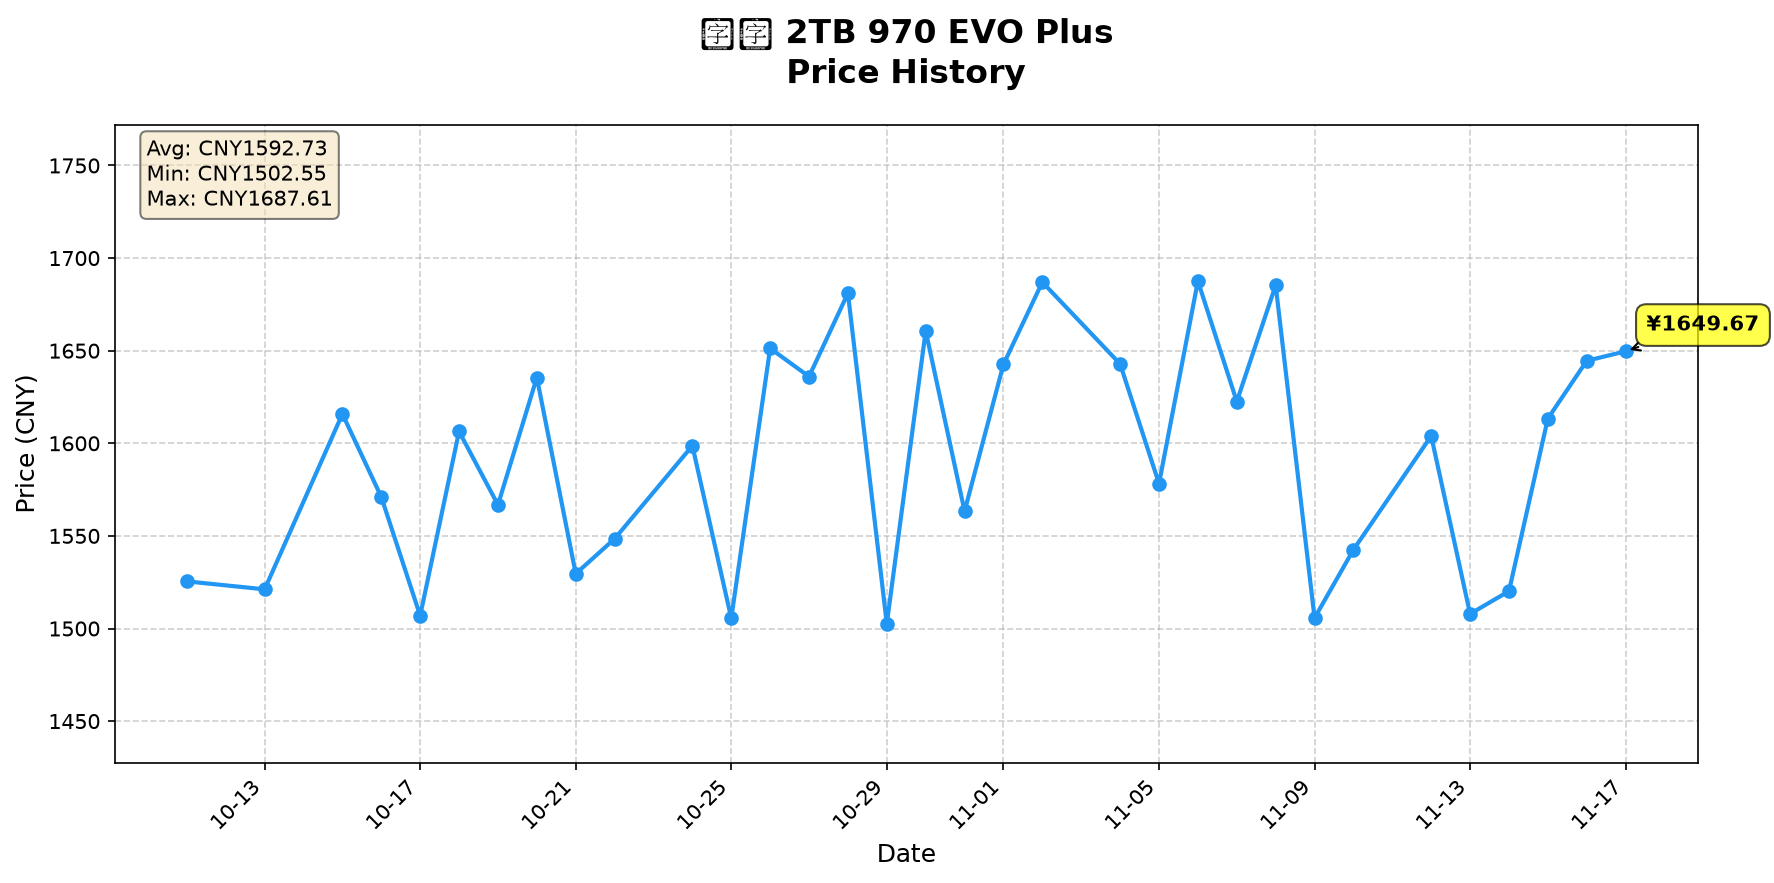 2TB 970 EVO Plus
Price History
Avg: CNY1592.73
Min: CNY1502.55
Max: CNY1687.61
1750
1700
1650
1600
1550
1500
1450
Price (CNY)
¥1649.67
10-13
10-17
10-21
10-25
10-29
11-01
11-05
11-09
11-13
11-17
Date